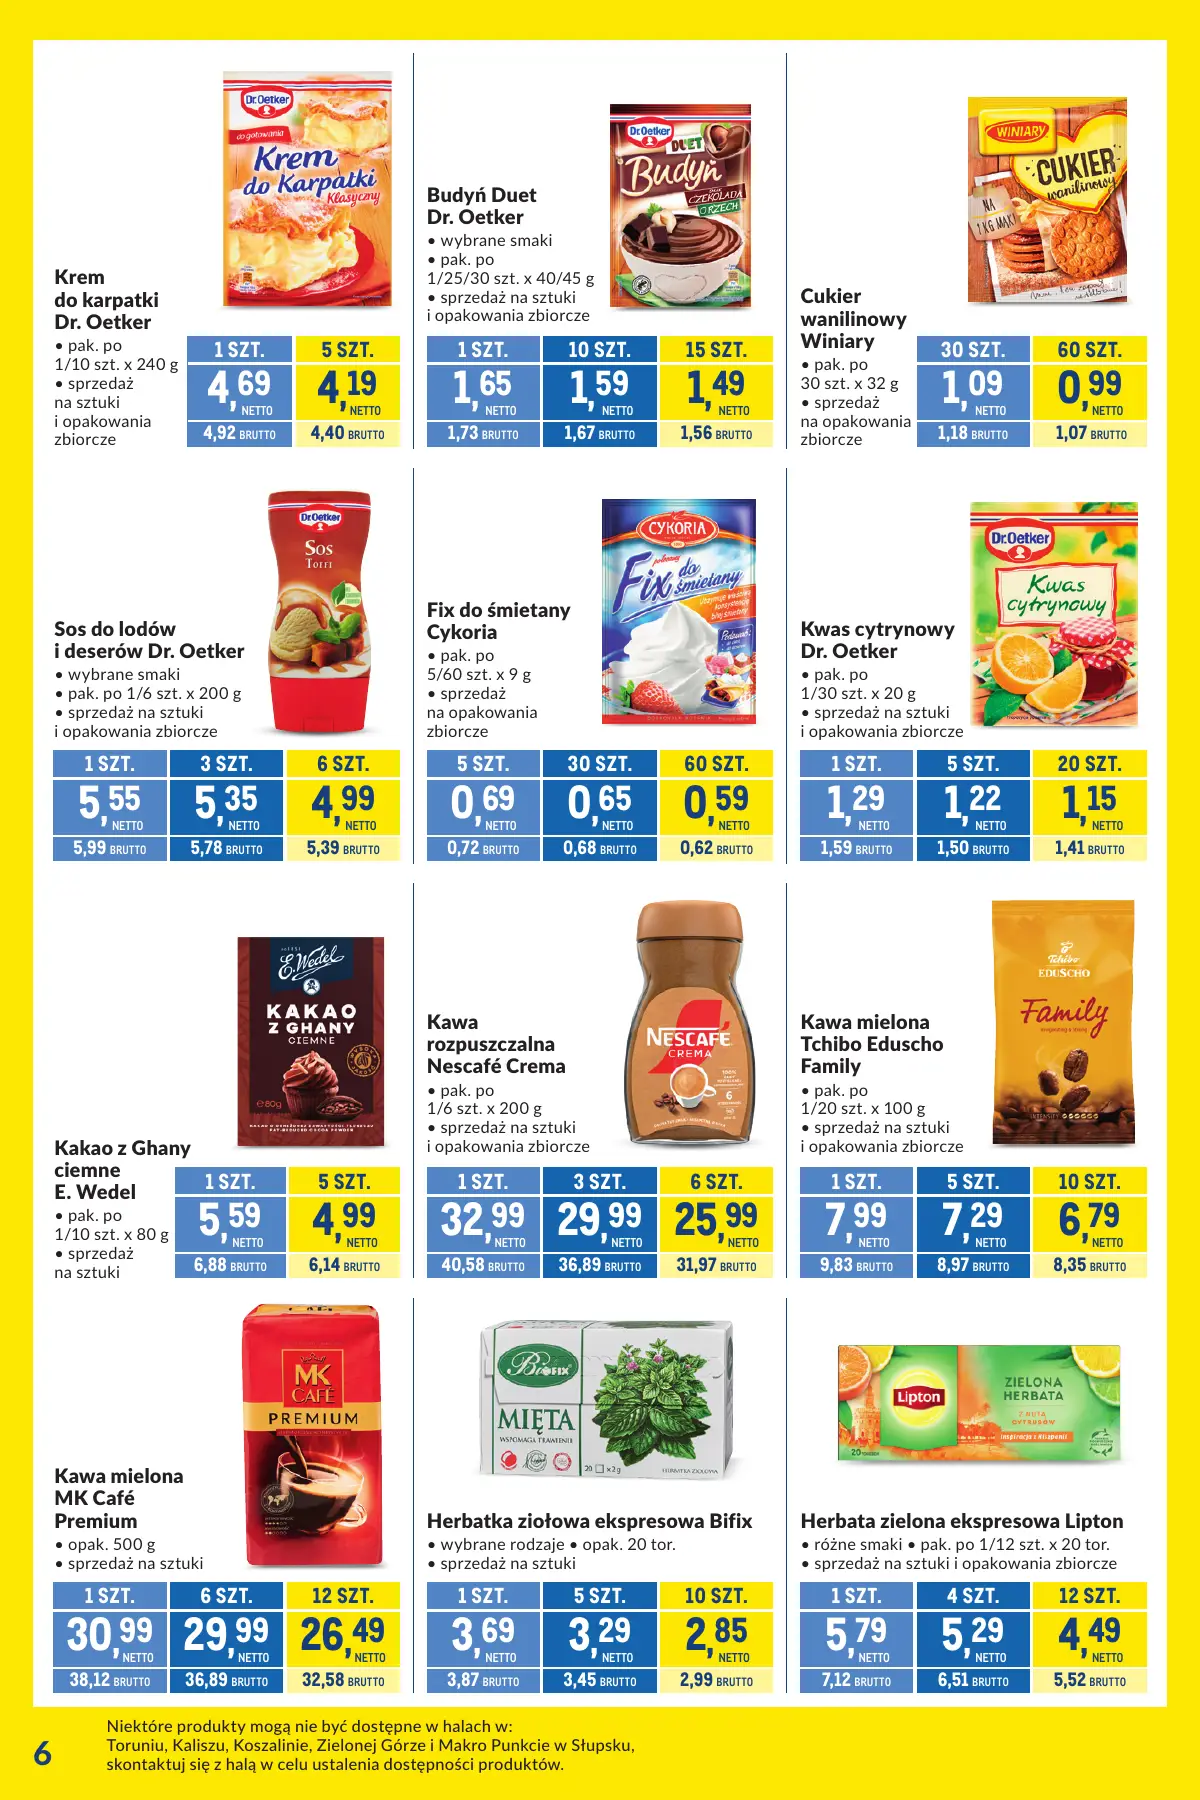 Dr.Oetker
do gotowania
Krem
do Karpatki
Klasyczny
Krem
do karpatki
Dr. Oetker
• pak. po
1/10 szt. x 240 g
• sprzedaż
na sztuki
i opakowania
zbiorcze
1 SZT. 5 SZT.
4,69 NETTO 4,19 NETTO
4,92 BRUTTO 4,40 BRUTTO
Dr.Oetker
DUET
Budyń
SMAK
CZEKOLADA
ORZECH
Budyń Duet
Dr. Oetker
• wybrane smaki
• pak. po
1/25/30 szt. x 40/45 g
• sprzedaż na sztuki
i opakowania zbiorcze
1 SZT. 10 SZT. 15 SZT.
1,65 NETTO 1,59 NETTO 1,49 NETTO
1,73 BRUTTO 1,67 BRUTTO 1,56 BRUTTO
WINIARY
CUKIER
wanilinowy
NA
1 KG MĄKI
Cukier
wanilinowy
Winiary
• pak. po
30 szt. x 32 g
• sprzedaż
na opakowania
zbiorcze
30 SZT. 60 SZT.
1,09 NETTO 0,99 NETTO
1,18 BRUTTO 1,07 BRUTTO
Dr.Oetker
Sos
Toffi
Sos do lodów
i deserów Dr. Oetker
• wybrane smaki
• pak. po 1/6 szt. x 200 g
• sprzedaż na sztuki
i opakowania zbiorcze
1 SZT. 3 SZT. 6 SZT.
5,55 NETTO 5,35 NETTO 4,99 NETTO
5,99 BRUTTO 5,78 BRUTTO 5,39 BRUTTO
CYKORIA
Fix do
śmietany
Utrzymuje właściwą
konsystencję
bitej śmietany
Fix do śmietany
Cykoria
• pak. po
5/60 szt. x 9 g
• sprzedaż
na opakowania
zbiorcze
5 SZT. 30 SZT. 60 SZT.
0,69 NETTO 0,65 NETTO 0,59 NETTO
0,72 BRUTTO 0,68 BRUTTO 0,62 BRUTTO
Dr.Oetker
Kwas
cytrynowy
Kwas cytrynowy
Dr. Oetker
• pak. po
1/30 szt. x 20 g
• sprzedaż na sztuki
i opakowania zbiorcze
1 SZT. 5 SZT. 20 SZT.
1,29 NETTO 1,22 NETTO 1,15 NETTO
1,59 BRUTTO 1,50 BRUTTO 1,41 BRUTTO
E.Wedel
KAKAO
Z GHANY
CIEMNE
80g
Kakao z Ghany
ciemne
E. Wedel
• pak. po
1/10 szt. x 80 g
• sprzedaż
na sztuki
1 SZT. 5 SZT.
5,59 NETTO 4,99 NETTO
6,88 BRUTTO 6,14 BRUTTO
NESCAFÉ
CREMA
Kawa
rozpuszczalna
Nescafé Crema
• pak. po
1/6 szt. x 200 g
• sprzedaż na sztuki
i opakowania zbiorcze
1 SZT. 3 SZT. 6 SZT.
32,99 NETTO 29,99 NETTO 25,99 NETTO
40,58 BRUTTO 36,89 BRUTTO 31,97 BRUTTO
Tchibo
EDUSCHO
Family
INTENSITY
Kawa mielona
Tchibo Eduscho
Family
• pak. po
1/20 szt. x 100 g
• sprzedaż na sztuki
i opakowania zbiorcze
1 SZT. 5 SZT. 10 SZT.
7,99 NETTO 7,29 NETTO 6,79 NETTO
9,83 BRUTTO 8,97 BRUTTO 8,35 BRUTTO
MK
CAFÉ
PREMIUM
Kawa mielona
MK Café
Premium
• opak. 500 g
• sprzedaż na sztuki
1 SZT. 6 SZT. 12 SZT.
30,99 NETTO 29,99 NETTO 26,49 NETTO
38,12 BRUTTO 36,89 BRUTTO 32,58 BRUTTO
BiFIX
MIĘTA
WSPOMAGA TRAWIENIE
20 x 2g
HERBATKA ZIOŁOWA
Herbatka ziołowa ekspresowa Bifix
• wybrane rodzaje • opak. 20 tor.
• sprzedaż na sztuki
1 SZT. 5 SZT. 10 SZT.
3,69 NETTO 3,29 NETTO 2,85 NETTO
3,87 BRUTTO 3,45 BRUTTO 2,99 BRUTTO
Lipton
ZIELONA
HERBATA
Z NUTĄ
CYTRUSÓW
Inspiracja z Hiszpanii
Herbata zielona ekspresowa Lipton
• różne smaki • pak. po 1/12 szt. x 20 tor.
• sprzedaż na sztuki i opakowania zbiorcze
1 SZT. 4 SZT. 12 SZT.
5,79 NETTO 5,29 NETTO 4,49 NETTO
7,12 BRUTTO 6,51 BRUTTO 5,52 BRUTTO
6
Niektóre produkty mogą nie być dostępne w halach w:
Toruniu, Kaliszu, Koszalinie, Zielonej Górze i Makro Punkcie w Słupsku,
skontaktuj się z halą w celu ustalenia dostępności produktów.